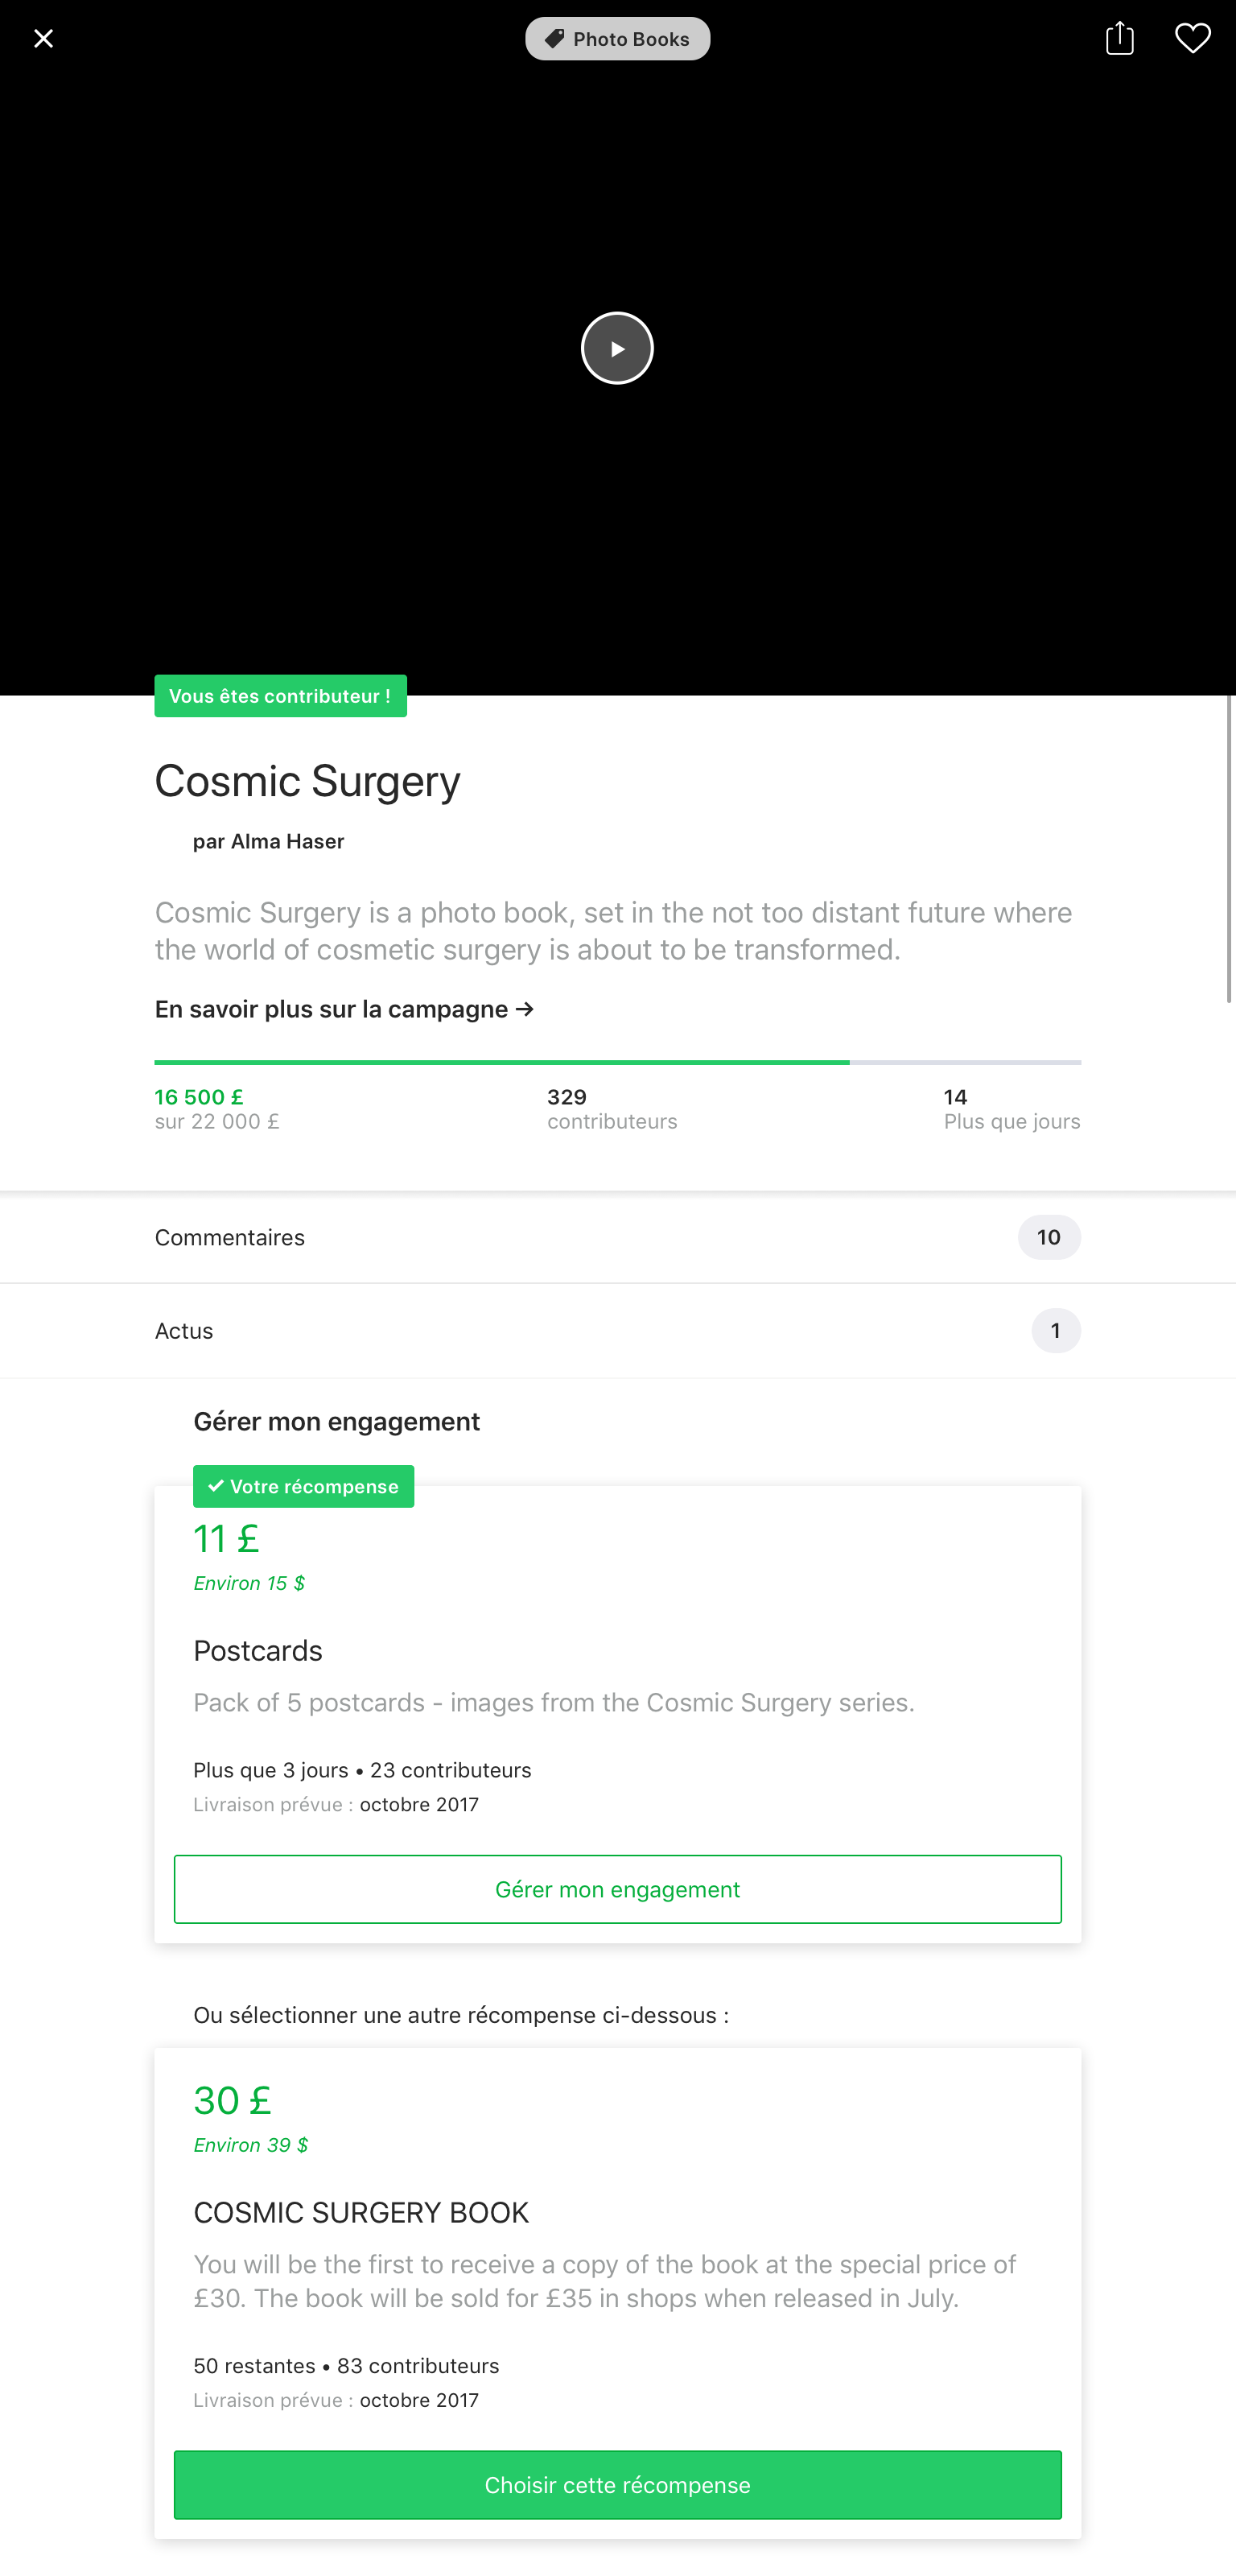 Photo Books
Vous êtes contributeur !
Cosmic Surgery
par Alma Haser
Cosmic Surgery is a photo book, set in the not too distant future where
the world of cosmetic surgery is about to be transformed.
En savoir plus sur la campagne →
16 500 £
sur 22 000 £
329
contributeurs
14
Plus que jours
Commentaires
10
Actus
1
Gérer mon engagement
✓ Votre récompense
11 £
Environ 15 $
Postcards
Pack of 5 postcards - images from the Cosmic Surgery series.
Plus que 3 jours • 23 contributeurs
Livraison prévue : octobre 2017
Gérer mon engagement
Ou sélectionner une autre récompense ci-dessous :
30 £
Environ 39 $
COSMIC SURGERY BOOK
You will be the first to receive a copy of the book at the special price of
£30. The book will be sold for £35 in shops when released in July.
50 restantes • 83 contributeurs
Livraison prévue : octobre 2017
Choisir cette récompense